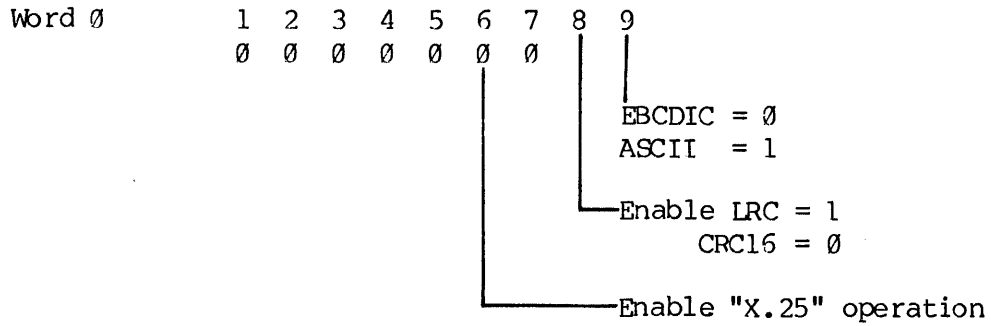 Word Ø 1 2 3 4 5 6 7 8 9
Ø Ø Ø Ø Ø Ø Ø
EBCDIC = Ø
ASCII = 1
Enable LRC = 1
CRC16 = Ø
Enable "X.25" operation